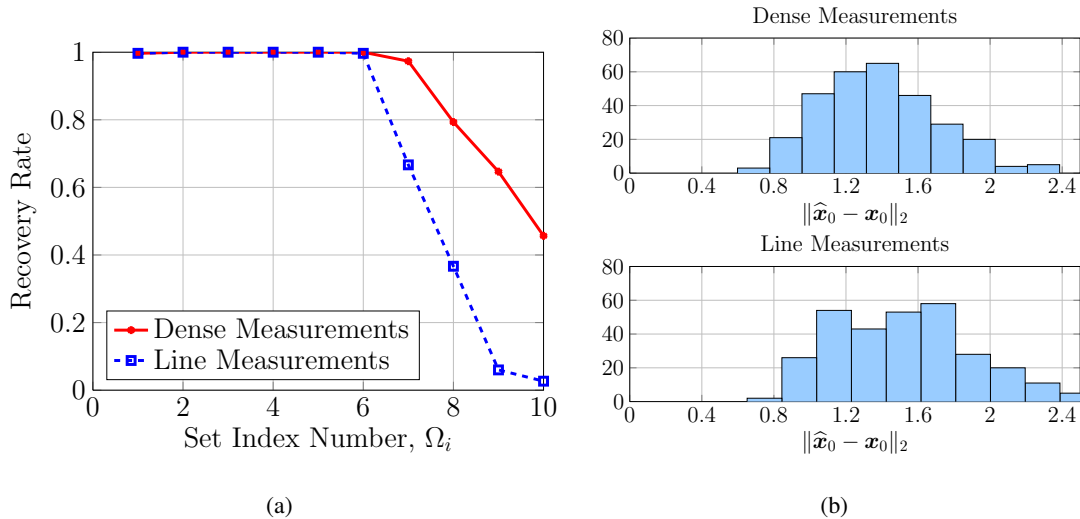 1
0.8
0.6
0.4
0.2
0
0 2 4 6 8 10
Recovery Rate
Set Index Number, Ω_i
Dense Measurements
Line Measurements
(a)
Dense Measurements
80
60
40
20
0
0 0.4 0.8 1.2 1.6 2 2.4
‖x̂₀ − x₀‖₂
Line Measurements
80
60
40
20
0
0 0.4 0.8 1.2 1.6 2 2.4
‖x̂₀ − x₀‖₂
(b)